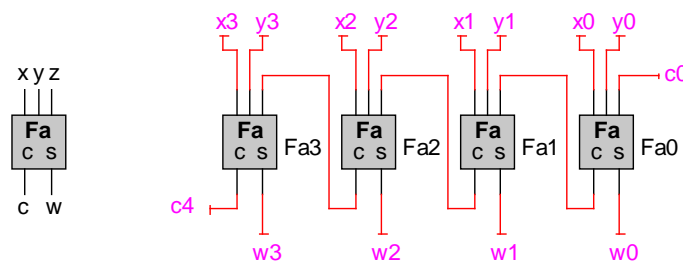 x3 y3 x2 y2 x1 y1 x0 y0
x y z
c0
Fa Fa Fa Fa Fa
c s c s Fa3 c s Fa2 c s Fa1 c s Fa0
c w c4
w3 w2 w1 w0